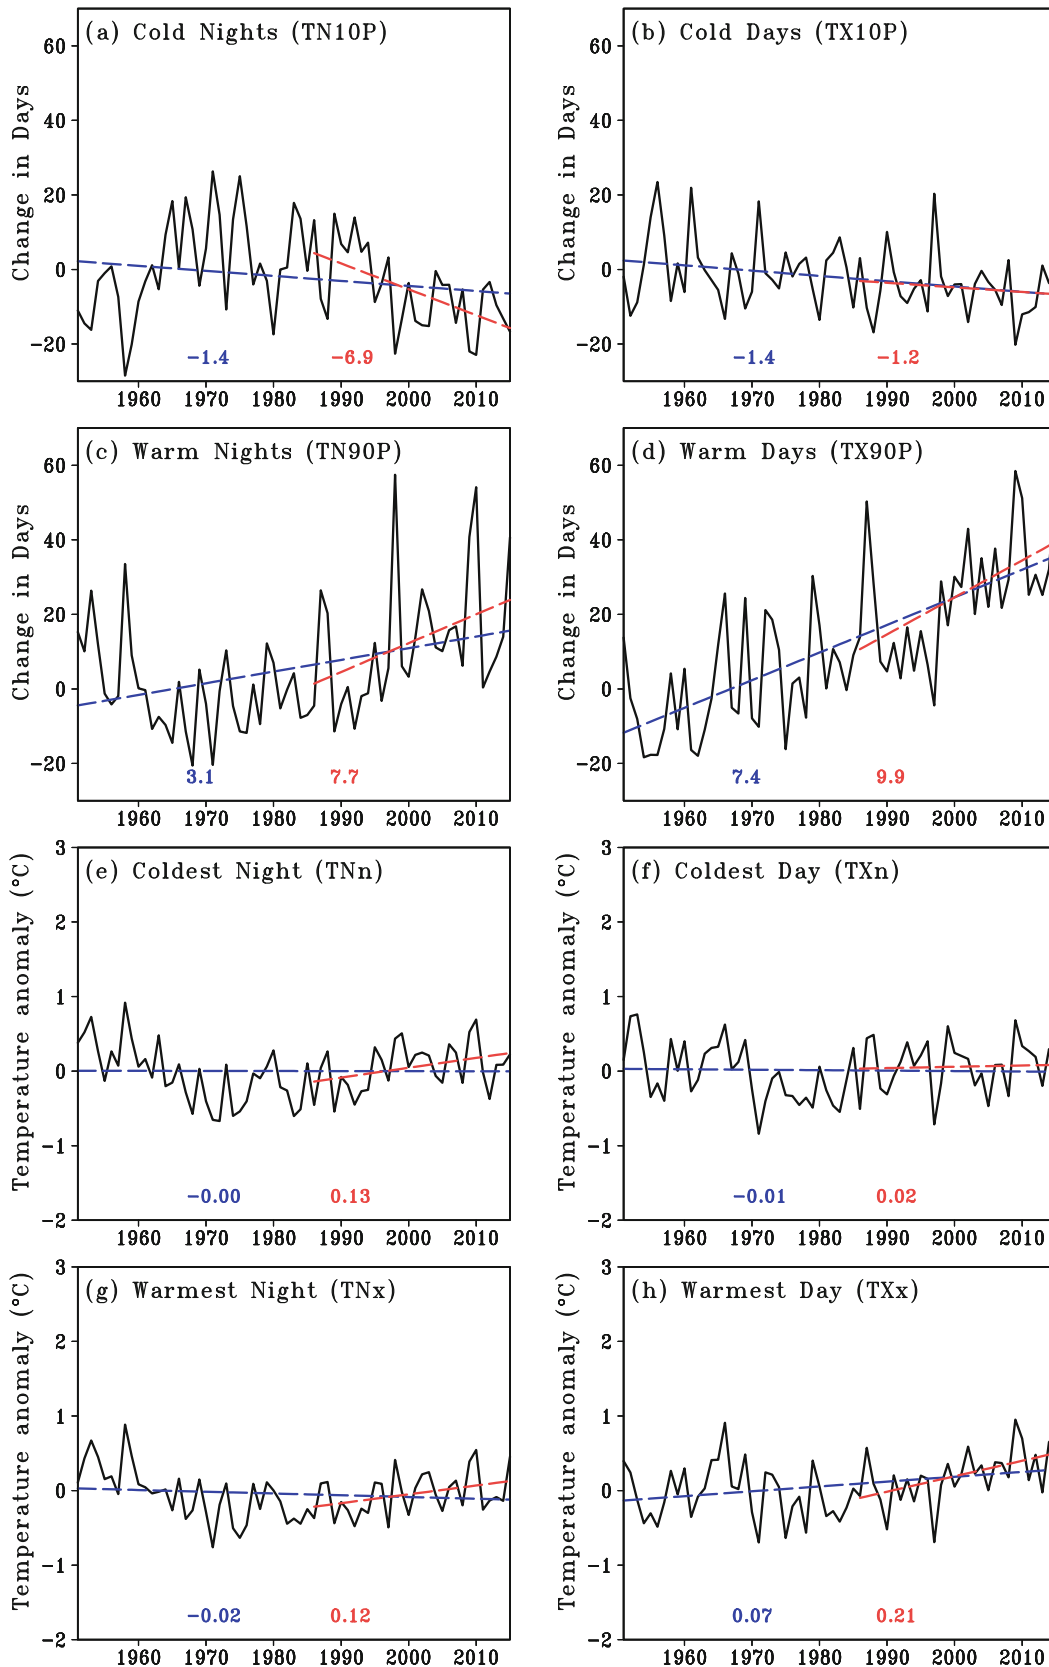 (a) Cold Nights (TN10P)
Change in Days
60
40
20
0
−20
−1.4
−6.9
1960 1970 1980 1990 2000 2010
(b) Cold Days (TX10P)
Change in Days
60
40
20
0
−20
−1.4
−1.2
1960 1970 1980 1990 2000 2010
(c) Warm Nights (TN90P)
Change in Days
60
40
20
0
−20
3.1
7.7
1960 1970 1980 1990 2000 2010
(d) Warm Days (TX90P)
Change in Days
60
40
20
0
−20
7.4
9.9
1960 1970 1980 1990 2000 2010
(e) Coldest Night (TNn)
Temperature anomaly (°C)
3
2
1
0
−1
−2
−0.00
0.13
1960 1970 1980 1990 2000 2010
(f) Coldest Day (TXn)
Temperature anomaly (°C)
3
2
1
0
−1
−2
−0.01
0.02
1960 1970 1980 1990 2000 2010
(g) Warmest Night (TNx)
Temperature anomaly (°C)
3
2
1
0
−1
−2
−0.02
0.12
1960 1970 1980 1990 2000 2010
(h) Warmest Day (TXx)
Temperature anomaly (°C)
3
2
1
0
−1
−2
0.07
0.21
1960 1970 1980 1990 2000 2010